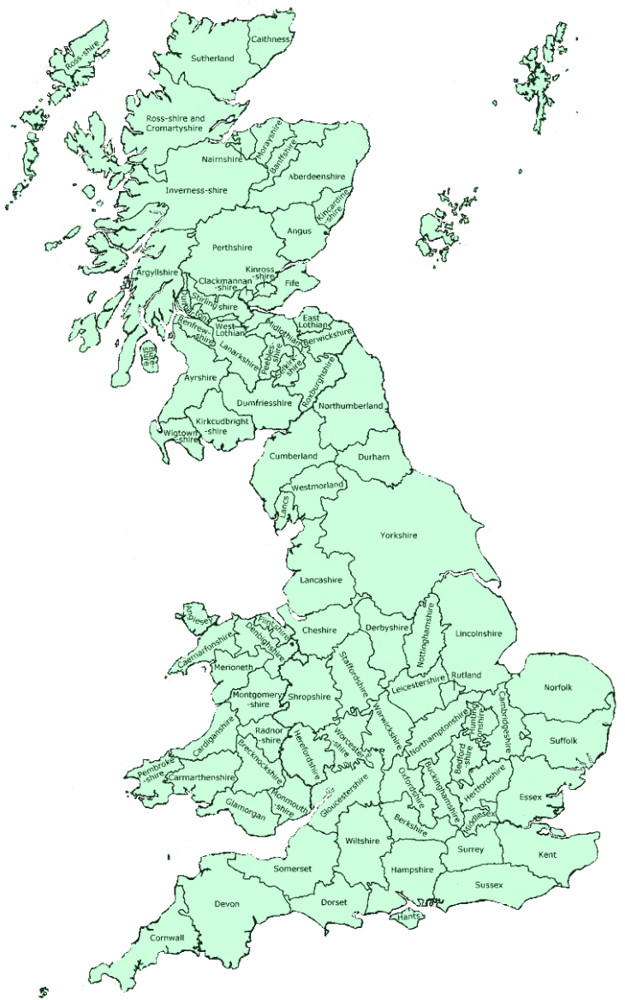 Caithness
Ross-shire
Sutherland
Ross-shire and
Cromartyshire
Morayshire
Banffshire
Nairnshire
Aberdeenshire
Inverness-shire
Kincardine
-shire
Angus
Perthshire
Kinross
-shire
Argyllshire
Clackmannan
-shire
Fife
Stirling
shire
East
Lothian
West
Lothian
Midlothian
Renfrew-
shire
Berwickshire
Lanarkshire
Peebles-
shire
Selkirk-
shire
Bute-
shire
Ayrshire
Roxburghshire
Dumfriesshire
Northumberland
Kirkcudbright
-shire
Wigtown
-shire
Cumberland
Durham
Westmorland
Lancs
Yorkshire
Lancashire
Anglesey
Flintshire
Denbighshire
Cheshire
Derbyshire
Nottinghamshire
Lincolnshire
Caernarfonshire
Merioneth
Staffordshire
Leicestershire
Rutland
Norfolk
Montgomery
-shire
Shropshire
Warwickshire
Northamptonshire
Hunting
donshire
Cambridgeshire
Cardiganshire
Radnor
-shire
Herefordshire
Worcester
-shire
Suffolk
Brecknockshire
Bedford
-shire
Pembroke
-shire
Carmarthenshire
Gloucestershire
Oxfordshire
Buckinghamshire
Hertfordshire
Essex
Glamorgan
Monmouth
-shire
Middlesex
Berkshire
Wiltshire
Surrey
Kent
Somerset
Hampshire
Sussex
Devon
Dorset
Hants
Cornwall